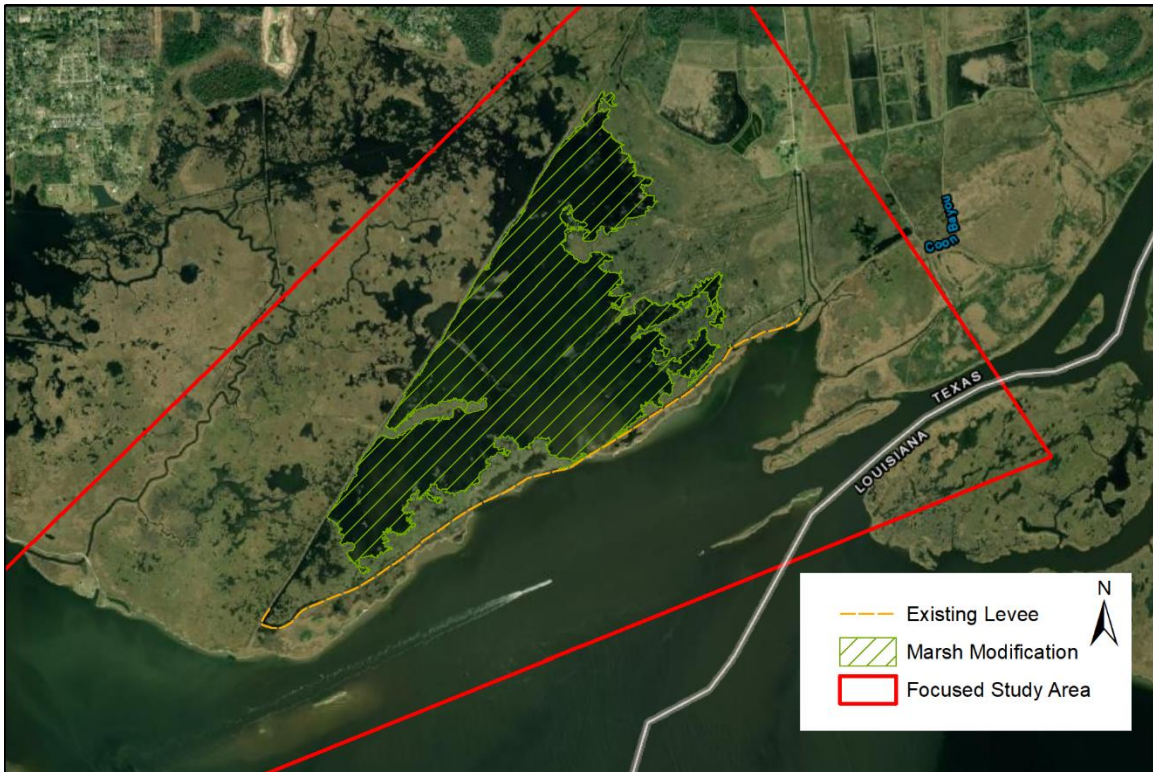 Coon
Bayou
TEXAS
LOUISIANA
N
Existing Levee
Marsh Modification
Focused Study Area